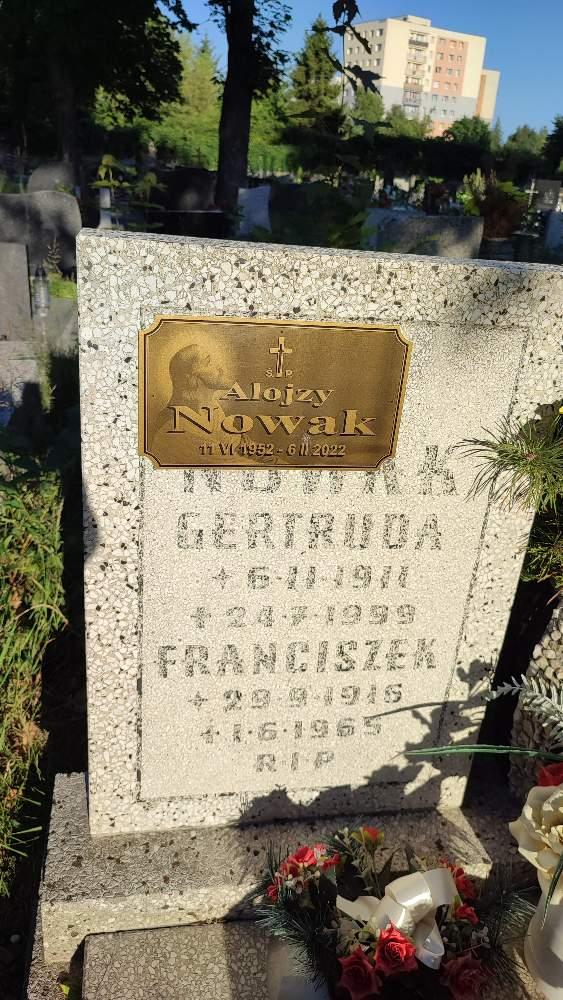 Ś.P.
Alojzy
Nowak
11 VI 1952 - 6 II 2022
NOWAK
GERTRUDA
+ 6·11·1911
+ 24·7·1999
FRANCISZEK
+ 29·9·1916
+ 1·6·1965
R·I·P